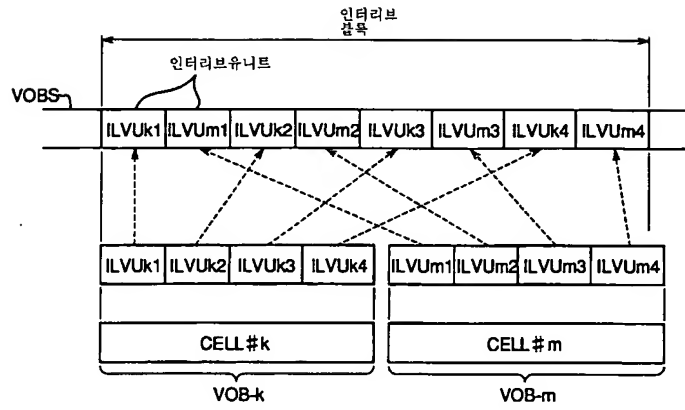 인터리브
블록
인터리브유니트
VOBS
ILVUk1 ILVUm1 ILVUk2 ILVUm2 ILVUk3 ILVUm3 ILVUk4 ILVUm4
ILVUk1 ILVUk2 ILVUk3 ILVUk4 ILVUm1 ILVUm2 ILVUm3 ILVUm4
CELL#k CELL#m
VOB-k VOB-m